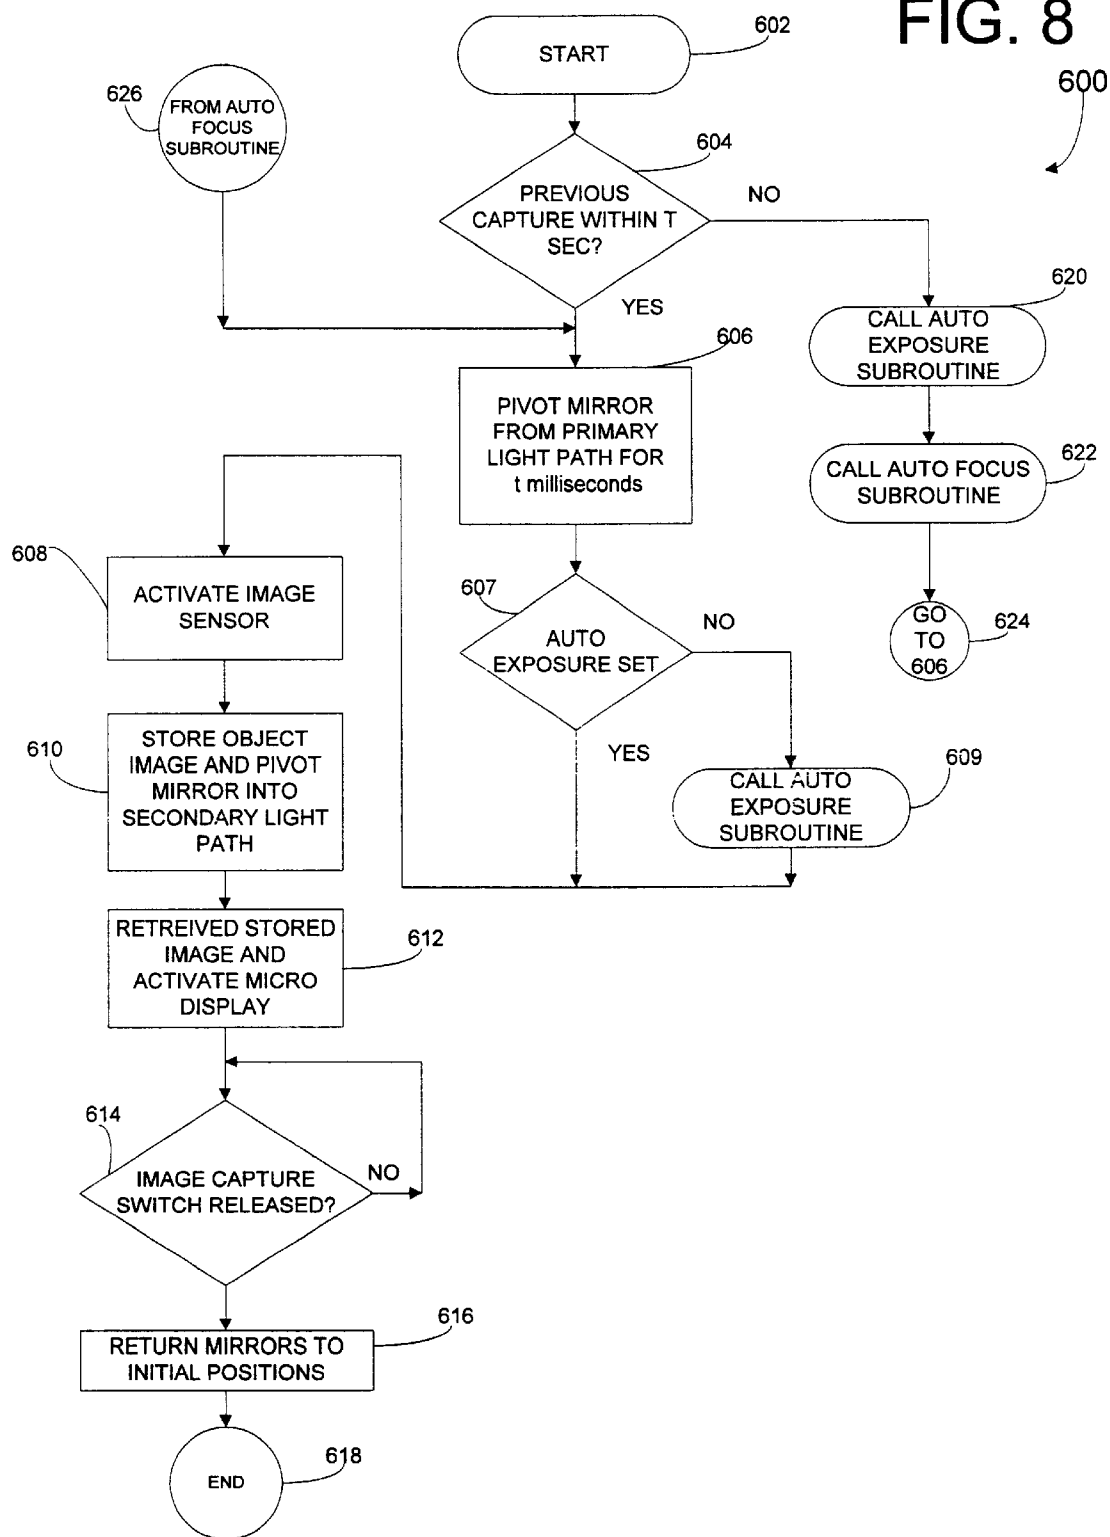 FIG. 8
600
START
602
626
FROM AUTO
FOCUS
SUBROUTINE
604
PREVIOUS
CAPTURE WITHIN T
SEC?
NO
YES
620
CALL AUTO
EXPOSURE
SUBROUTINE
606
PIVOT MIRROR
FROM PRIMARY
LIGHT PATH FOR
t milliseconds
622
CALL AUTO FOCUS
SUBROUTINE
608
ACTIVATE IMAGE
SENSOR
607
AUTO
EXPOSURE SET
NO
YES
GO
TO
606
624
610
STORE OBJECT
IMAGE AND PIVOT
MIRROR INTO
SECONDARY LIGHT
PATH
609
CALL AUTO
EXPOSURE
SUBROUTINE
RETREIVED STORED
IMAGE AND
ACTIVATE MICRO
DISPLAY
612
614
IMAGE CAPTURE
SWITCH RELEASED?
NO
616
RETURN MIRRORS TO
INITIAL POSITIONS
END
618